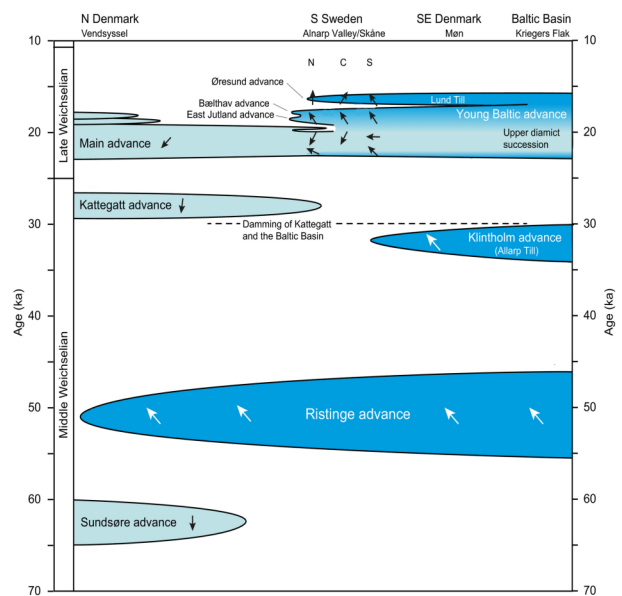 N Denmark
Vendsyssel
S Sweden
Alnarp Valley/Skåne
SE Denmark
Møn
Baltic Basin
Kriegers Flak
10
20
30
40
50
60
70
Age (ka)
Late Weichselian
Middle Weichselian
N C S
Øresund advance
Lund Till
Bælthav advance
East Jutland advance
Young Baltic advance
Main advance
Upper diamict
succession
Kattegatt advance
Damming of Kattegatt
and the Baltic Basin
Klintholm advance
(Allarp Till)
Ristinge advance
Sundsøre advance
10
20
30
40
50
60
70
Age (ka)